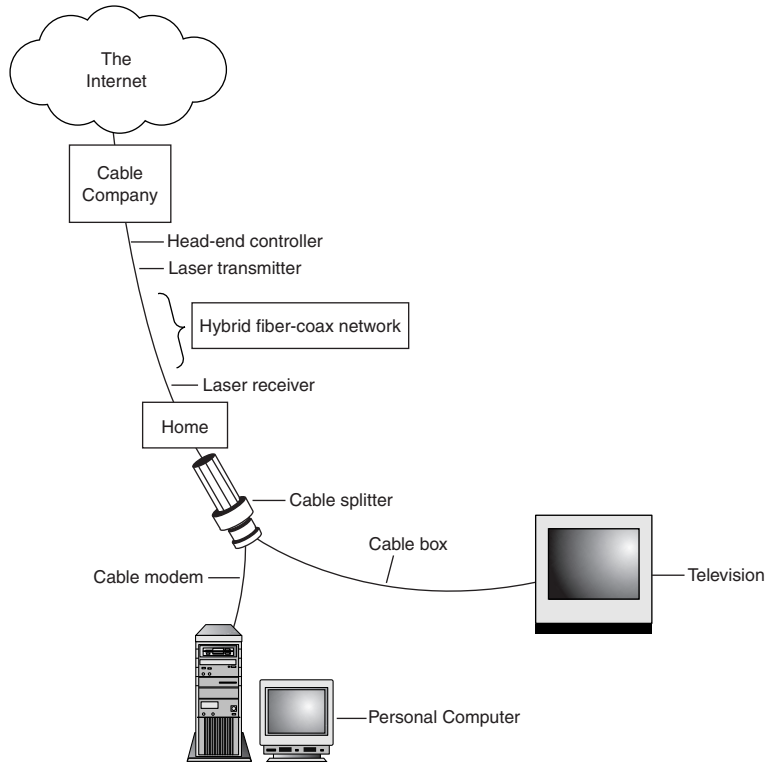 The
Internet
Cable
Company
Head-end controller
Laser transmitter
Hybrid fiber-coax network
Laser receiver
Home
Cable splitter
Cable box
Cable modem
Television
Personal Computer